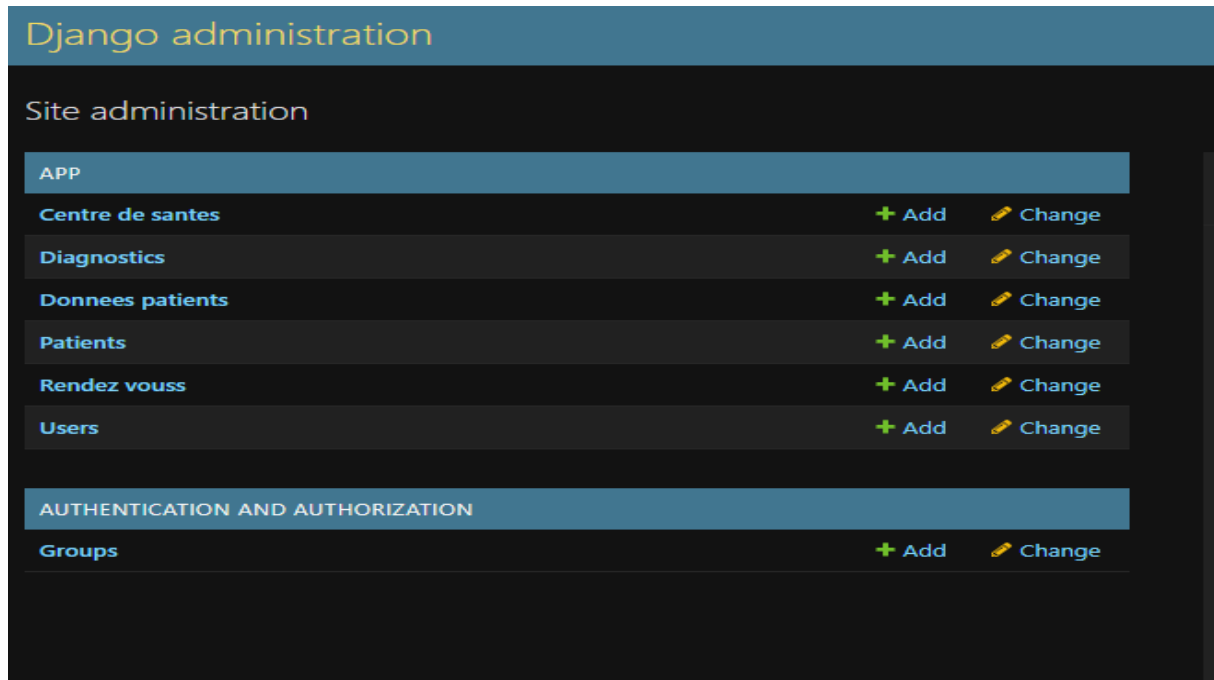 Django administration
Site administration
APP
Centre de santes Add Change
Diagnostics Add Change
Donnees patients Add Change
Patients Add Change
Rendez vouss Add Change
Users Add Change
AUTHENTICATION AND AUTHORIZATION
Groups Add Change